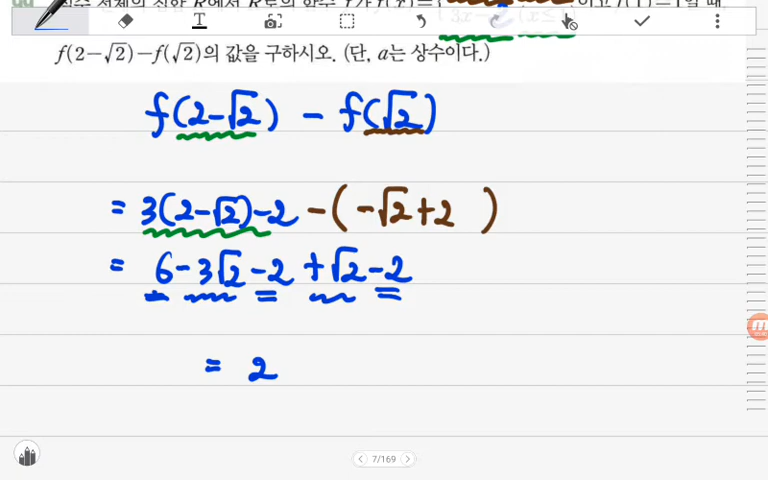 f(2-√2)-f(√2)의 값을 구하시오. (단, a는 상수이다.)
f(2-√2) - f(√2)
= 3(2-√2)-2 -(-√2+2 )
= 6-3√2-2+√2-2
= 2
7/169